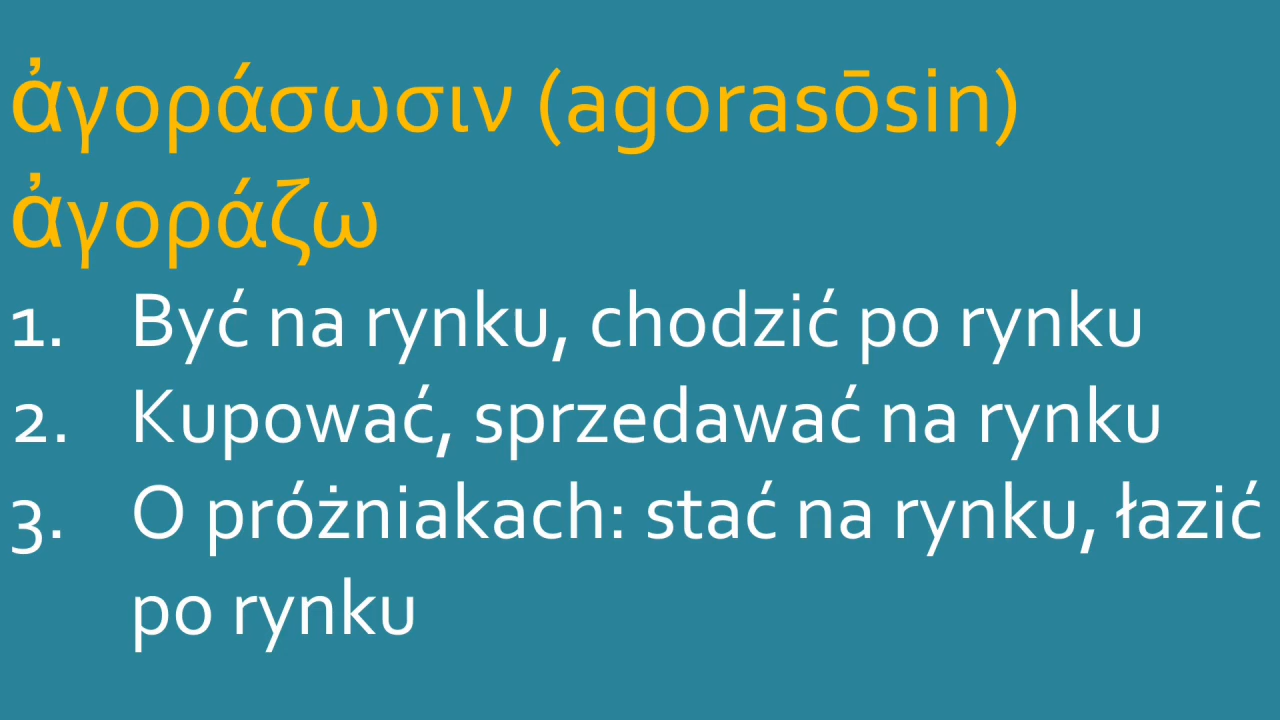 ἀγοράσωσιν (agorasōsin)
ἀγοράζω
1. Być na rynku, chodzić po rynku
2. Kupować, sprzedawać na rynku
3. O próżniakach: stać na rynku, łazić
po rynku